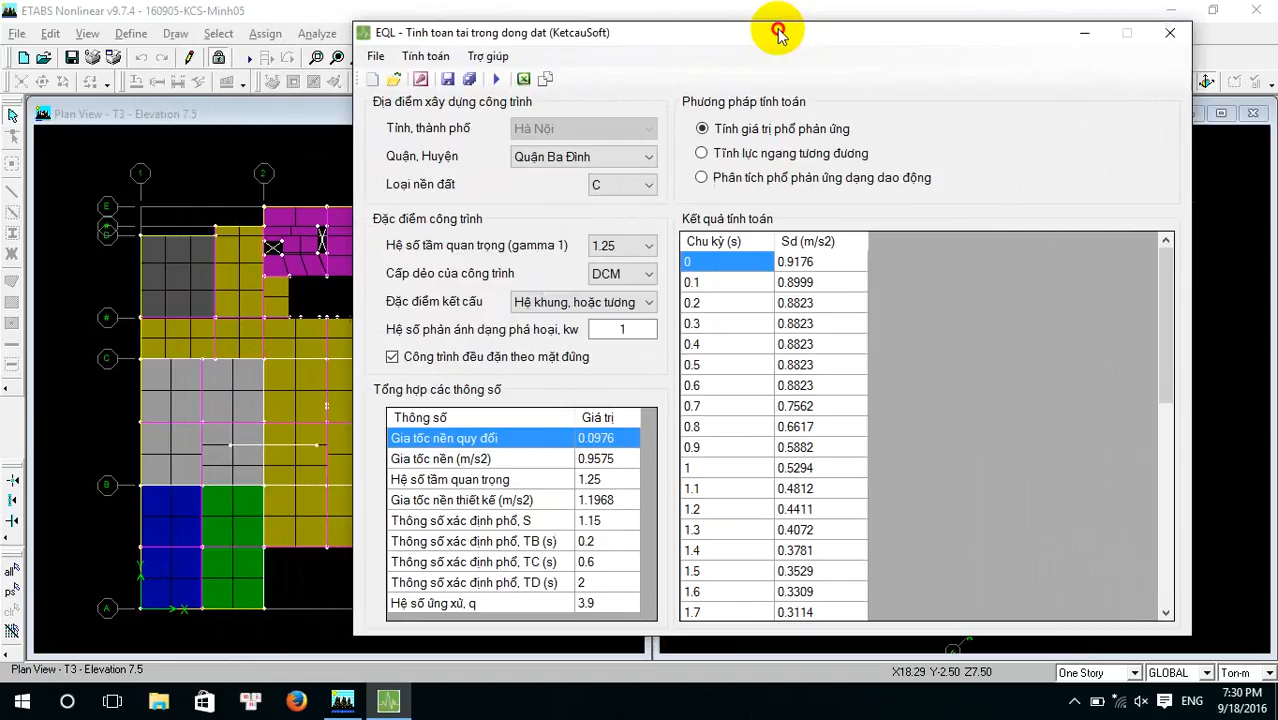 ETABS Nonlinear v9.7.4 - 160905-KCS-Minh05
File Edit View Define Draw Select Assign Analyze
Plan View - T3 - Elevation 7.5
EQL - Tinh toan tai trong dong dat (KetcauSoft)
File Tính toán Trợ giúp
Địa điểm xây dựng công trình
Tỉnh, thành phố Hà Nội
Quận, Huyện Quận Ba Đình
Loại nền đất C
Đặc điểm công trình
Hệ số tầm quan trọng (gamma 1) 1.25
Cấp dẻo của công trình DCM
Đặc điểm kết cấu Hệ khung, hoặc tương
Hệ số phản ánh dạng phá hoại, kw 1
Công trình đều đặn theo mặt đứng
Tổng hợp các thông số
Thông số Giá trị
Gia tốc nền quy đổi 0.0976
Gia tốc nền (m/s2) 0.9575
Hệ số tầm quan trọng 1.25
Gia tốc nền thiết kế (m/s2) 1.1968
Thông số xác định phổ, S 1.15
Thông số xác định phổ, TB (s) 0.2
Thông số xác định phổ, TC (s) 0.6
Thông số xác định phổ, TD (s) 2
Hệ số ứng xử, q 3.9
Phương pháp tính toán
Tính giá trị phổ phản ứng
Tĩnh lực ngang tương đương
Phân tích phổ phản ứng dạng dao động
Kết quả tính toán
Chu kỳ (s) Sd (m/s2)
0 0.9176
0.1 0.8999
0.2 0.8823
0.3 0.8823
0.4 0.8823
0.5 0.8823
0.6 0.8823
0.7 0.7562
0.8 0.6617
0.9 0.5882
1 0.5294
1.1 0.4812
1.2 0.4411
1.3 0.4072
1.4 0.3781
1.5 0.3529
1.6 0.3309
1.7 0.3114
1 2
E
C
B
A
Y
X
all
ps
Plan View - T3 - Elevation 7.5 X18.29 Y-2.50 Z7.50 One Story GLOBAL Ton-m
ENG 7:30 PM
9/18/2016